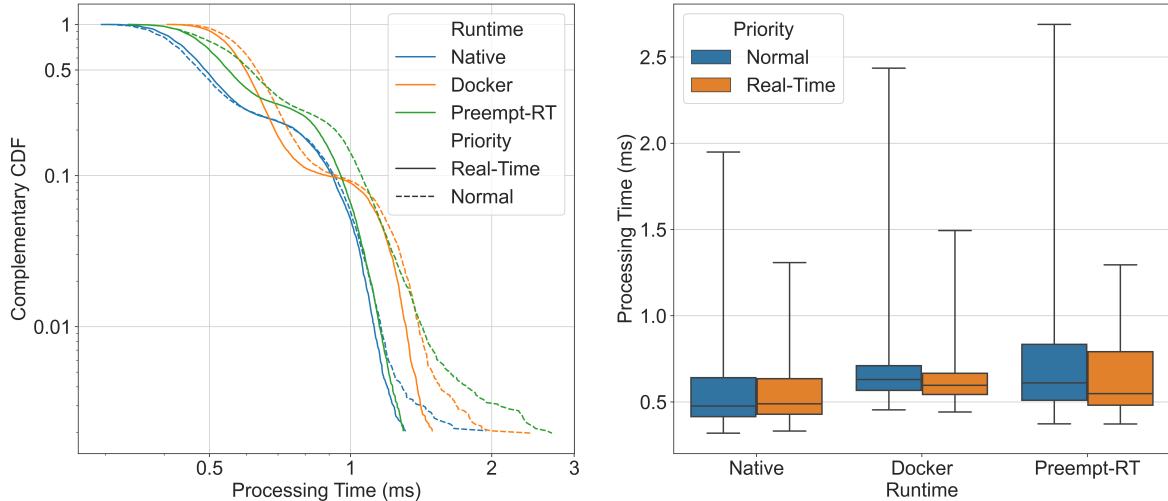 1
0.5
0.1
0.01
Complementary CDF
0.5
1
2
3
Processing Time (ms)
Runtime
Native
Docker
Preempt-RT
Priority
Real-Time
Normal
2.5
2.0
1.5
1.0
0.5
Processing Time (ms)
Priority
Normal
Real-Time
Native
Docker
Preempt-RT
Runtime